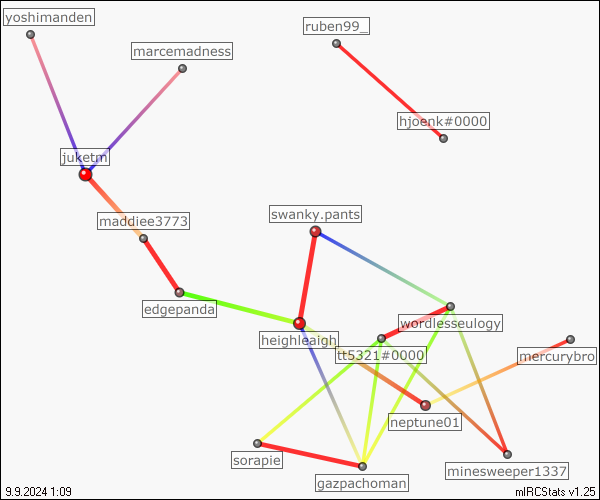 yoshimanden
ruben99_
marcemadness
hjoenk#0000
juketm
maddiee3773
swanky.pants
edgepanda
wordlesseulogy
heighleaigh
tt5321#0000
mercurybro
neptune01
sorapie
minesweeper1337
gazpachoman
9.9.2024 1:09
mIRCStats v1.25